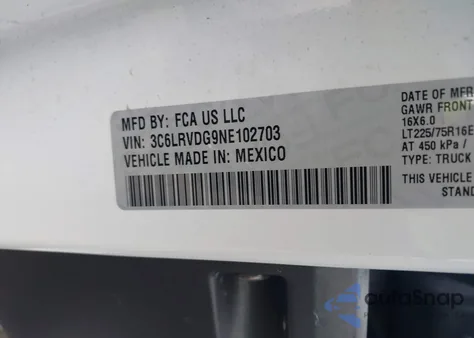 MFD BY: FCA US LLC
VIN: 3C6LRVDG9NE102703
VEHICLE MADE IN: MEXICO
DATE OF MFR
GAWR FRONT
16X6.0
LT225/75R16E
AT 450 kPa /
TYPE: TRUCK
THIS VEHICLE
STAN
autoSnap